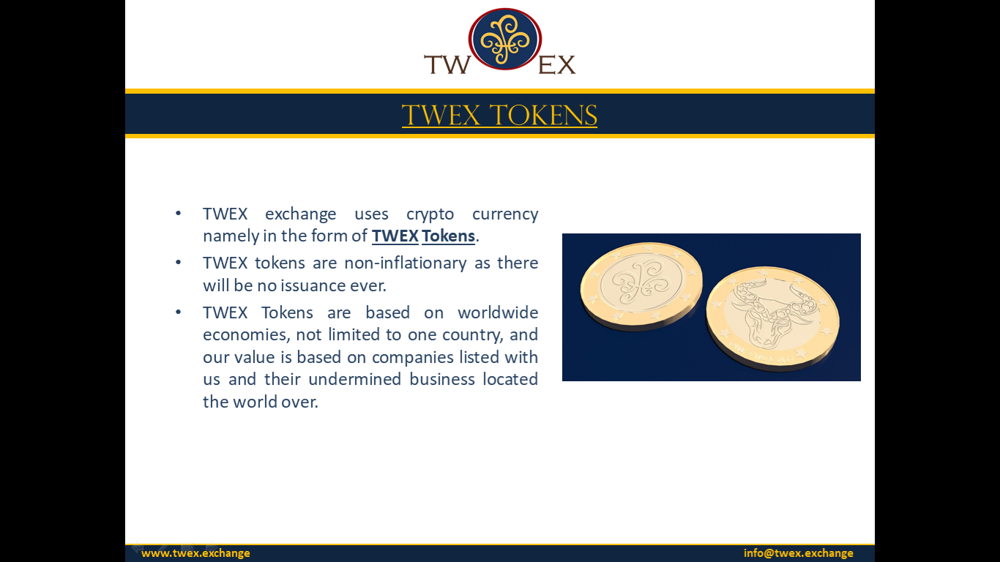 TW EX
TWEX TOKENS
• TWEX exchange uses crypto currency
namely in the form of TWEX Tokens.
• TWEX tokens are non-inflationary as there
will be no issuance ever.
• TWEX Tokens are based on worldwide
economies, not limited to one country, and
our value is based on companies listed with
us and their undermined business located
the world over.
www.twex.exchange
info@twex.exchange